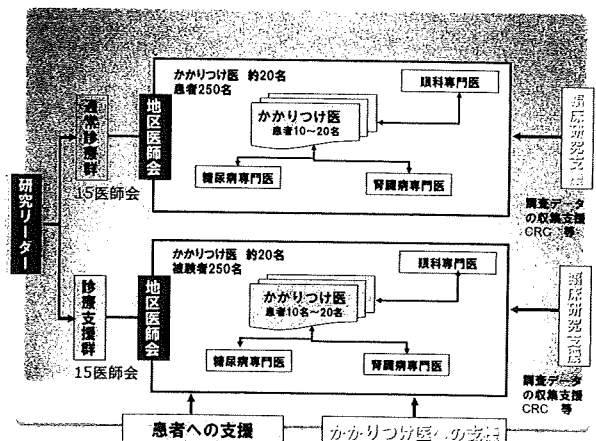 研究リーダー
通常診療群
15医師会
地区医師会
かかりつけ医 約20名
患者250名
眼科専門医
かかりつけ医
患者10～20名
糖尿病専門医
腎臓病専門医
臨床研究支援
調査データ
の収集支援
CRC 等
診療支援群
15医師会
地区医師会
かかりつけ医 約20名
被験者250名
眼科専門医
かかりつけ医
患者10名～20名
糖尿病専門医
腎臓病専門医
臨床研究支援
調査データ
の収集支援
CRC 等
患者への支援
かかりつけ医への支援